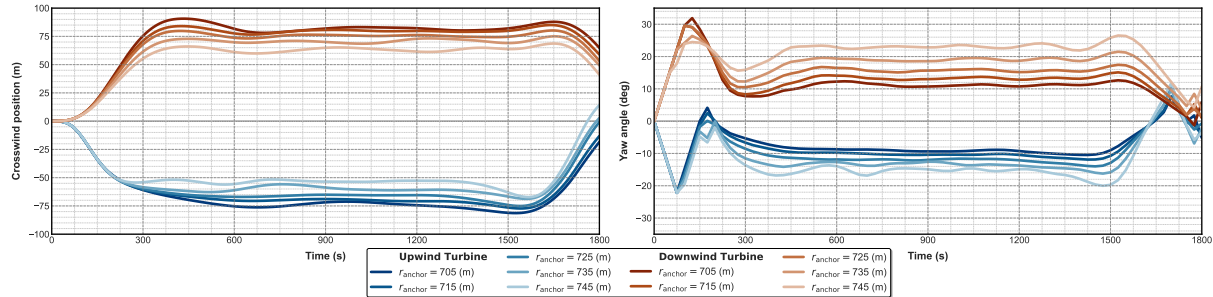 100
75
50
25
0
−25
−50
−75
−100
Crosswind position (m)
0 300 600 900 1200 1500 1800
Time (s)
30
20
10
0
−10
−20
−30
Yaw angle (deg)
0 300 600 900 1200 1500 1800
Time (s)
Upwind Turbine r_anchor = 725 (m) Downwind Turbine r_anchor = 725 (m)
r_anchor = 705 (m) r_anchor = 735 (m) r_anchor = 705 (m) r_anchor = 735 (m)
r_anchor = 715 (m) r_anchor = 745 (m) r_anchor = 715 (m) r_anchor = 745 (m)